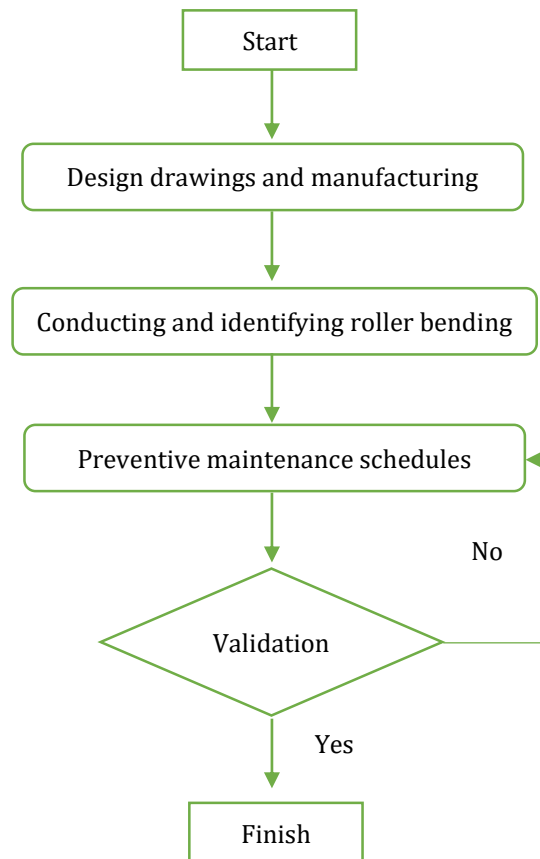 Start
Design drawings and manufacturing
Conducting and identifying roller bending
Preventive maintenance schedules
No
Validation
Yes
Finish